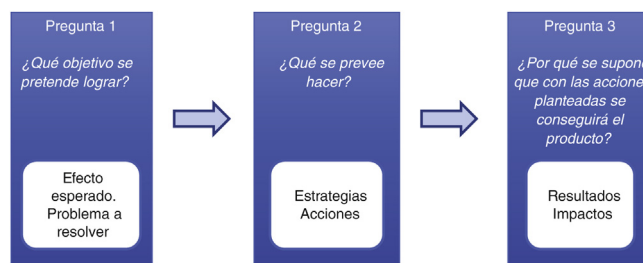 Pregunta 1
¿Qué objetivo se
pretende lograr?
Efecto
esperado.
Problema a
resolver
Pregunta 2
¿Qué se prevee
hacer?
Estrategias
Acciones
Pregunta 3
¿Por qué se supone
que con las accione
planteadas se
conseguirá el
producto?
Resultados
Impactos